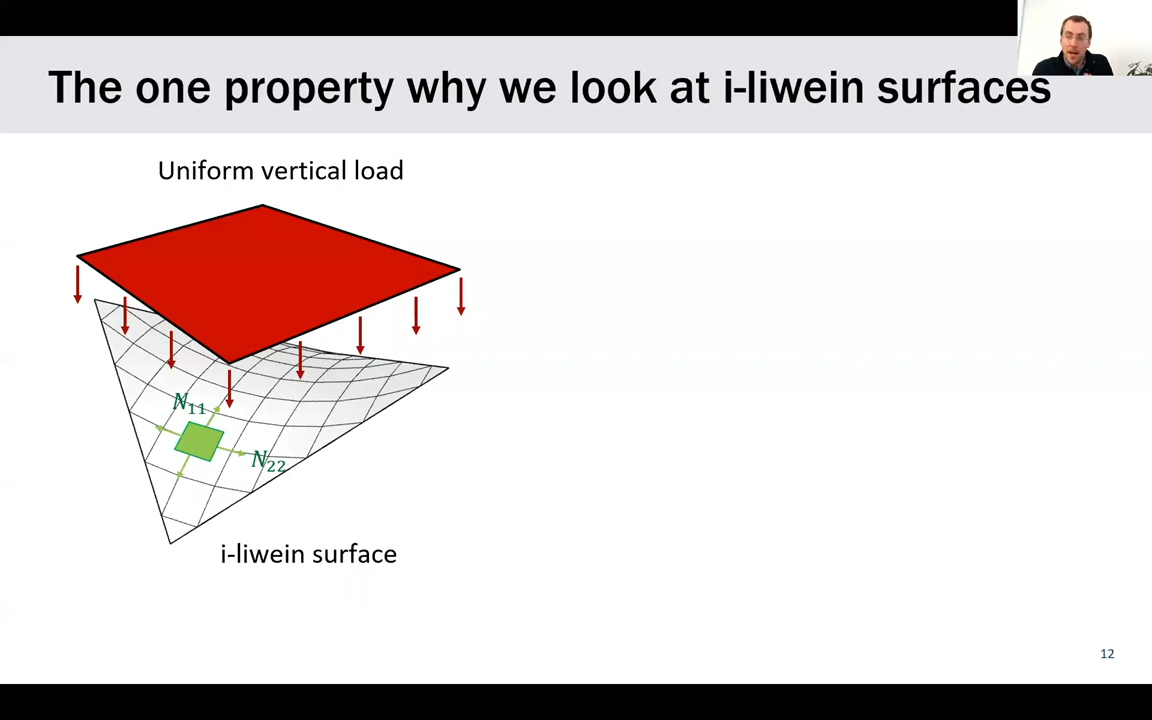 The one property why we look at i-liwein surfaces
Uniform vertical load
N₁₁
N₂₂
i-liwein surface
12